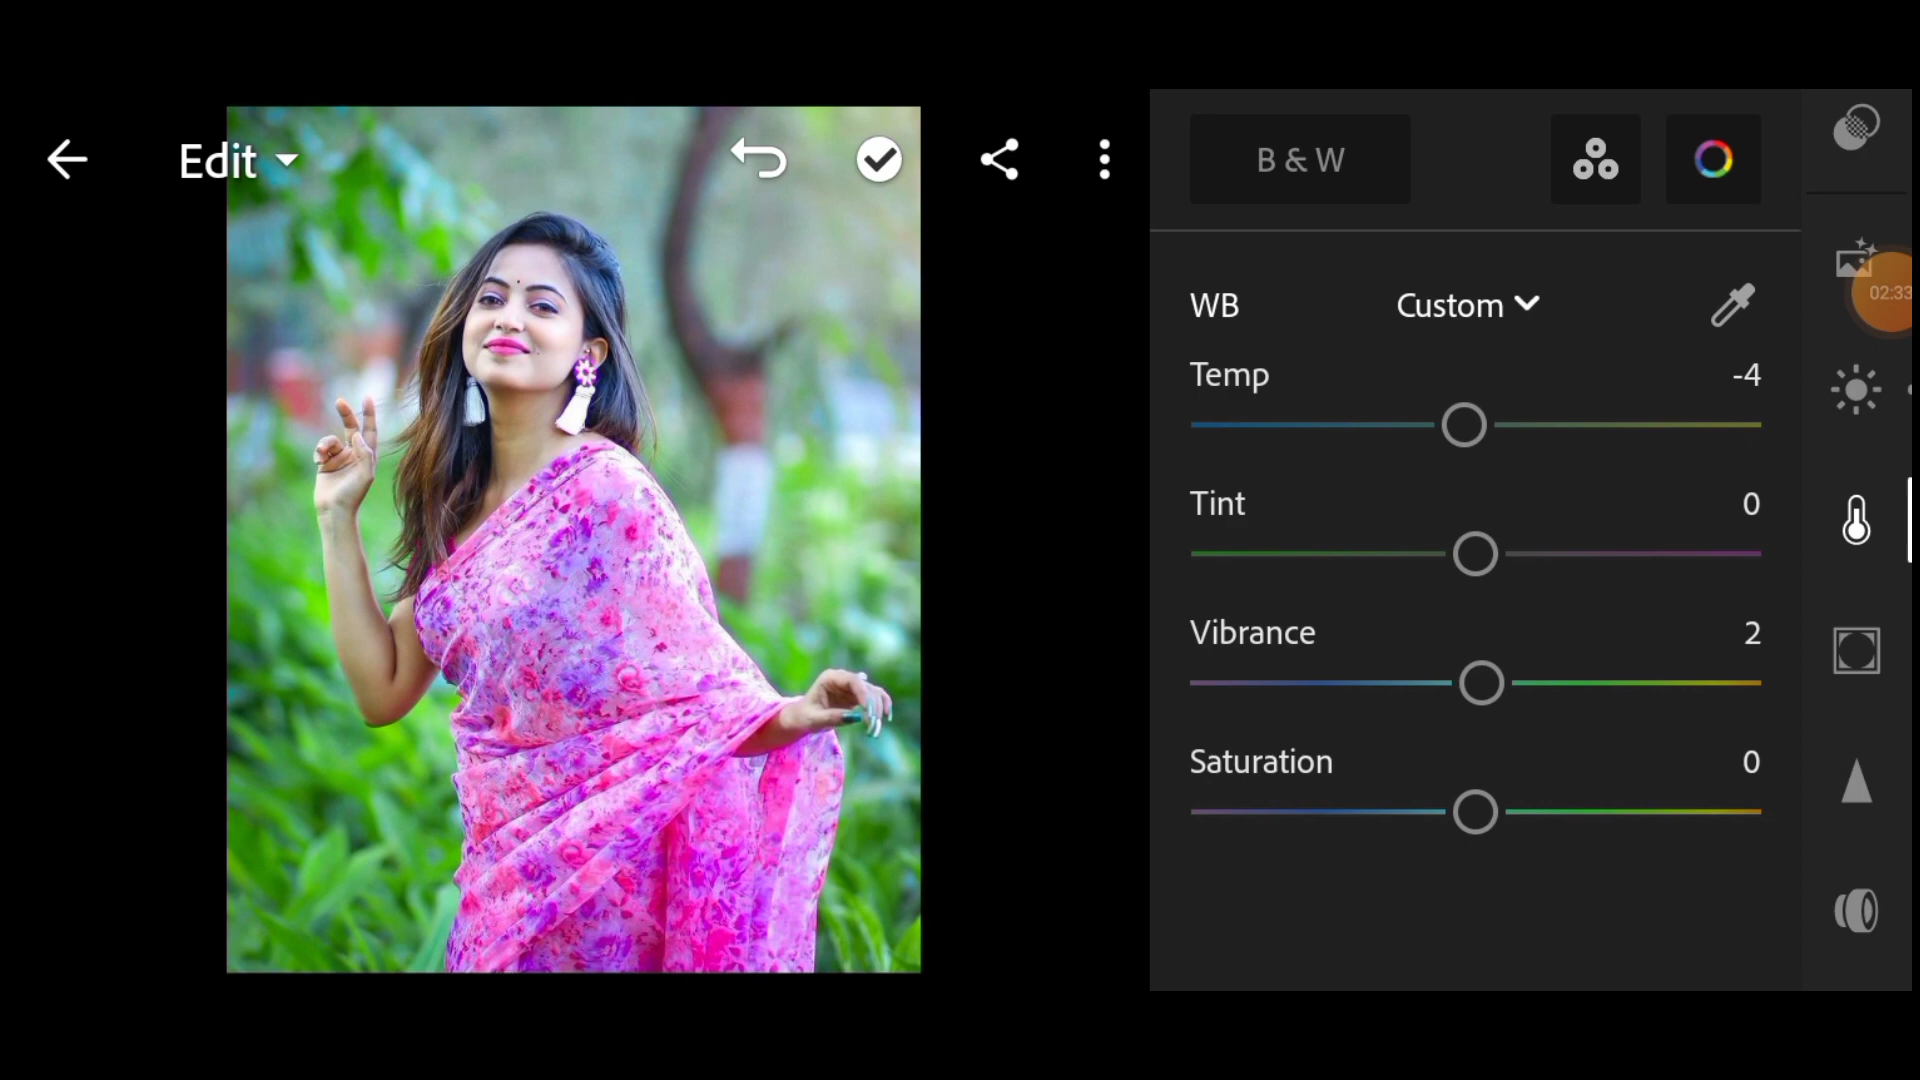 Edit
B & W
WB
Custom
Temp
-4
Tint
0
Vibrance
2
Saturation
0
02:33